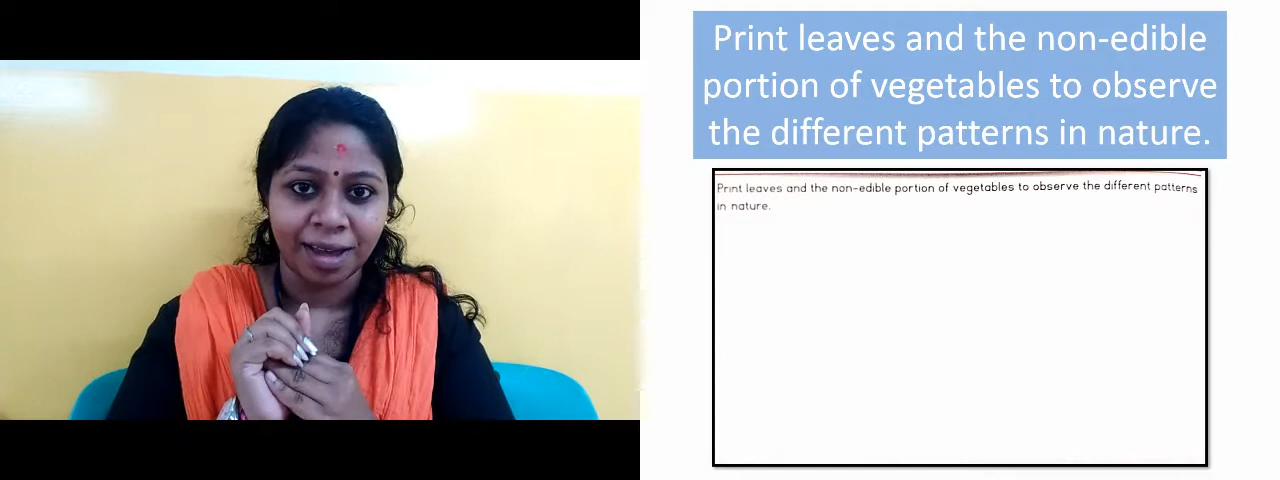 Print leaves and the non-edible
portion of vegetables to observe
the different patterns in nature.
Print leaves and the non-edible portion of vegetables to observe the different patterns
in nature.